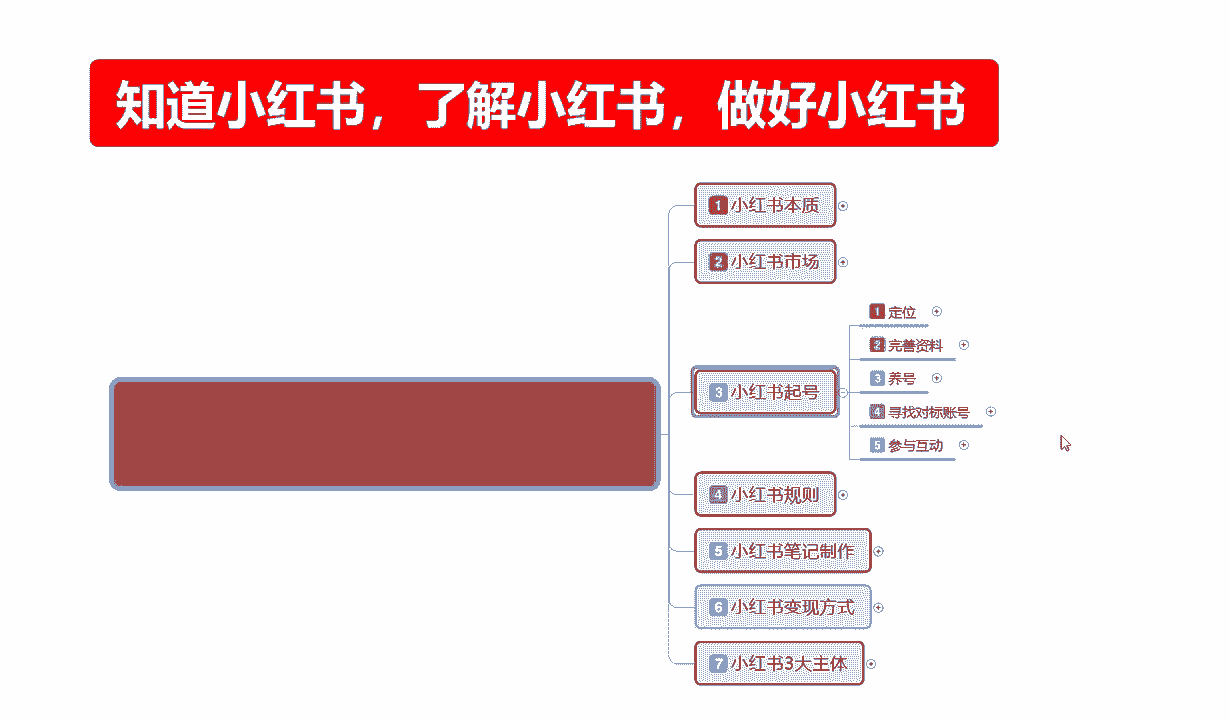 知道小红书，了解小红书，做好小红书
1 小红书本质
2 小红书市场
3 小红书起号
1 定位
2 完善资料
3 养号
4 寻找对标账号
5 参与互动
4 小红书规则
5 小红书笔记制作
6 小红书变现方式
7 小红书3大主体